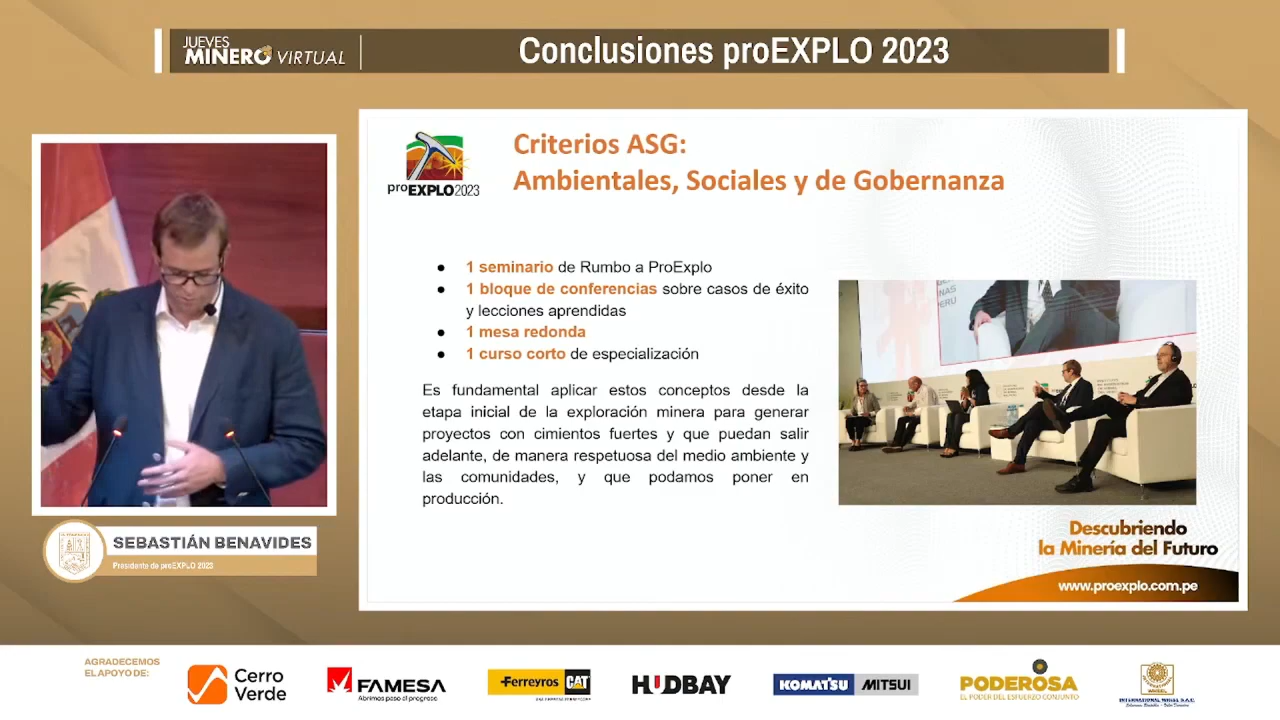 JUEVES
MINERO VIRTUAL
Conclusiones proEXPLO 2023
proEXPLO2023
Criterios ASG:
Ambientales, Sociales y de Gobernanza
● 1 seminario de Rumbo a ProExplo
● 1 bloque de conferencias sobre casos de éxito
y lecciones aprendidas
● 1 mesa redonda
● 1 curso corto de especialización
Es fundamental aplicar estos conceptos desde la
etapa inicial de la exploración minera para generar
proyectos con cimientos fuertes y que puedan salir
adelante, de manera respetuosa del medio ambiente y
las comunidades, y que podamos poner en
producción.
Descubriendo
la Minería del Futuro
www.proexplo.com.pe
SEBASTIÁN BENAVIDES
Presidente de proEXPLO 2023
AGRADECEMOS
EL APOYO DE:
Cerro
Verde
FAMESA
Abrimos paso al progreso
Ferreyros CAT
HUDBAY
KOMATSU MITSUI
PODEROSA
EL PODER DEL ESFUERZO CONJUNTO